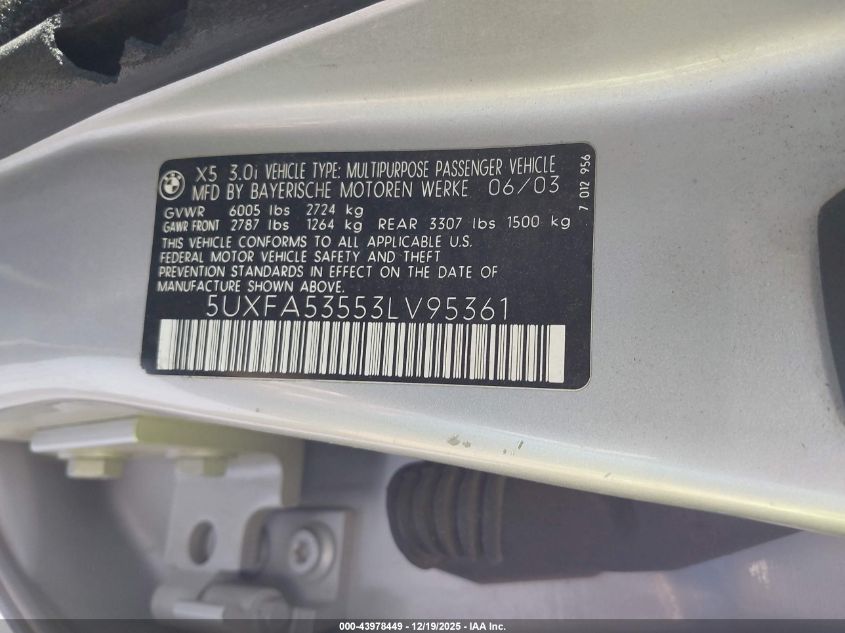 X5 3.0i VEHICLE TYPE: MULTIPURPOSE PASSENGER VEHICLE
MFD BY BAYERISCHE MOTOREN WERKE 06/03
GVWR 6005 lbs 2724 kg
GAWR FRONT 2787 lbs 1264 kg REAR 3307 lbs 1500 kg
THIS VEHICLE CONFORMS TO ALL APPLICABLE U.S.
FEDERAL MOTOR VEHICLE SAFETY AND THEFT
PREVENTION STANDARDS IN EFFECT ON THE DATE OF
MANUFACTURE SHOWN ABOVE.
5UXFA53553LV95361
7 012 956
000-43978449 - 12/19/2025 - IAA Inc.